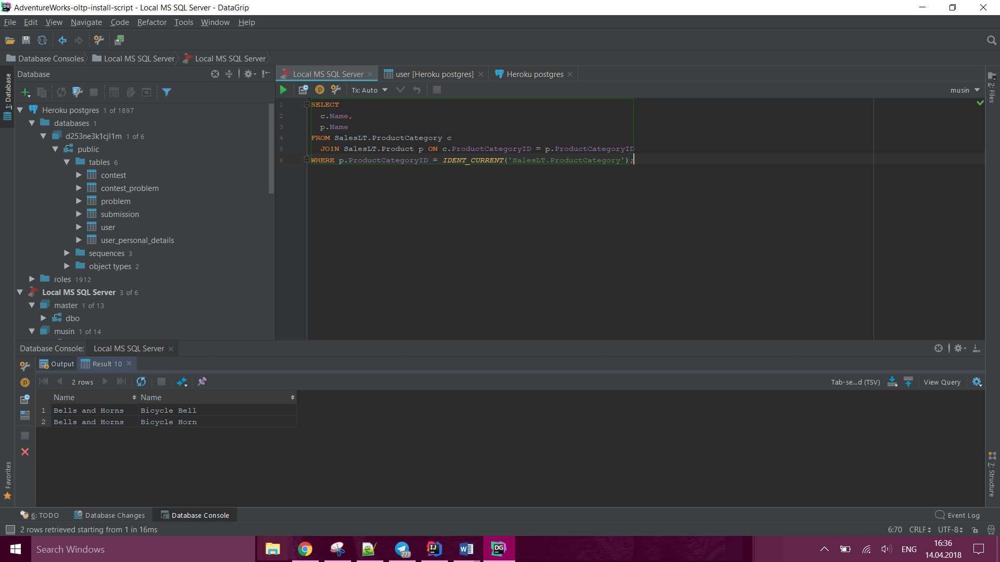 AdventureWorks-oltp-install-script - Local MS SQL Server - DataGrip
File Edit View Navigate Code Refactor Tools Window Help
Database Consoles Local MS SQL Server Local MS SQL Server
1: Database
Database
Heroku postgres 1 of 1897
databases 1
d253ne3k1cjl1m 1 of 6
public
tables 6
contest
contest_problem
problem
submission
user
user_personal_details
sequences 3
object types 2
roles 1912
Local MS SQL Server 3 of 6
master 1 of 13
dbo
musin 1 of 14
Local MS SQL Server user [Heroku postgres] Heroku postgres
Tx: Auto musin
1 SELECT
2 c.Name,
3 p.Name
4 FROM SalesLT.ProductCategory c
5 JOIN SalesLT.Product p ON c.ProductCategoryID = p.ProductCategoryID
6 WHERE p.ProductCategoryID = IDENT_CURRENT('SalesLT.ProductCategory');
2: Files
Database Console: Local MS SQL Server
Output Result 10
2 rows Tab-se...d (TSV) View Query
Name Name
1 Bells and Horns Bicycle Bell
2 Bells and Horns Bicycle Horn
Favorites
7: Structure
6: TODO Database Changes Database Console Event Log
2 rows retrieved starting from 1 in 16ms 6:70 CRLF UTF-8
Search Windows 777 ENG 16:36
14.04.2018